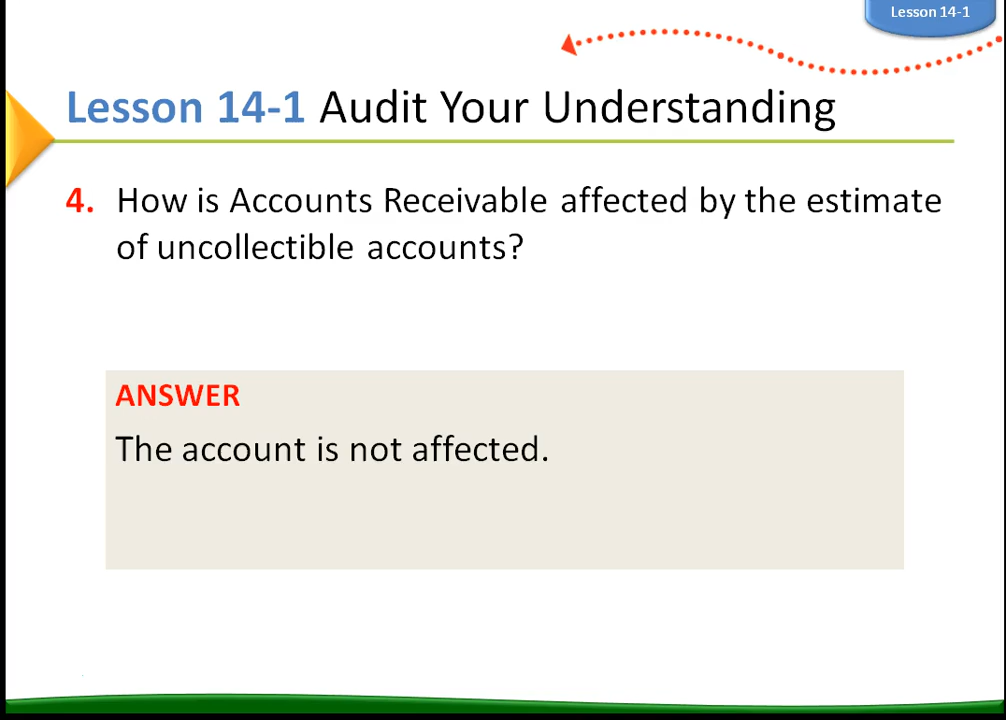 Lesson 14-1
Lesson 14-1 Audit Your Understanding
4. How is Accounts Receivable affected by the estimate
of uncollectible accounts?
ANSWER
The account is not affected.